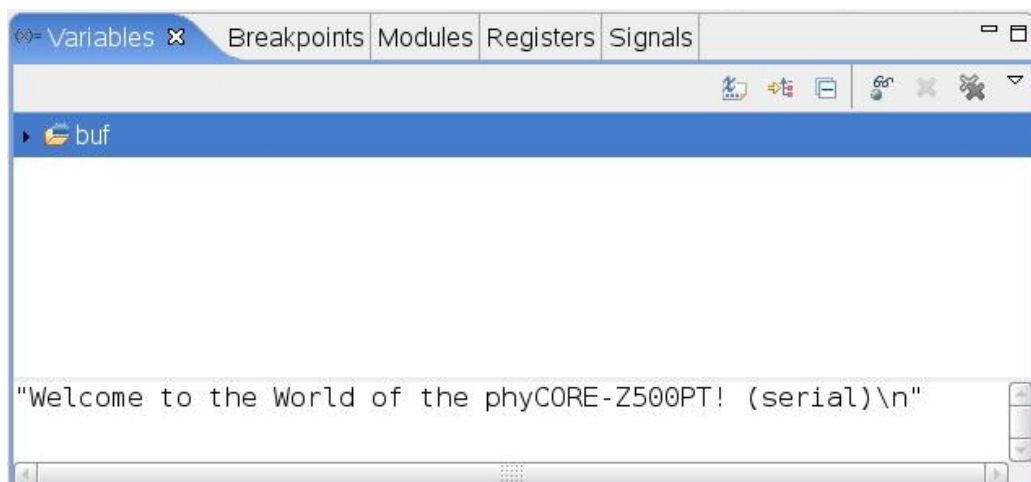 (x)= Variables Breakpoints Modules Registers Signals
buf
"Welcome to the World of the phyCORE-Z500PT! (serial)\n"